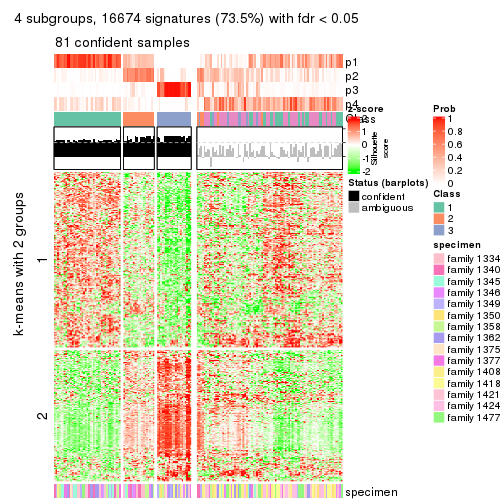 4 subgroups, 16674 signatures (73.5%) with fdr < 0.05
81 confident samples
p1
p2
p3
p4
Class
z-score
2
1
0
-1
-2
Silhouette
score
Prob
1
0.8
0.6
0.4
0.2
0
Status (barplots)
confident
ambiguous
Class
1
2
3
specimen
family 1334
family 1340
family 1345
family 1346
family 1349
family 1350
family 1358
family 1362
family 1375
family 1377
family 1408
family 1418
family 1421
family 1424
family 1477
k-means with 2 groups
1
2
specimen